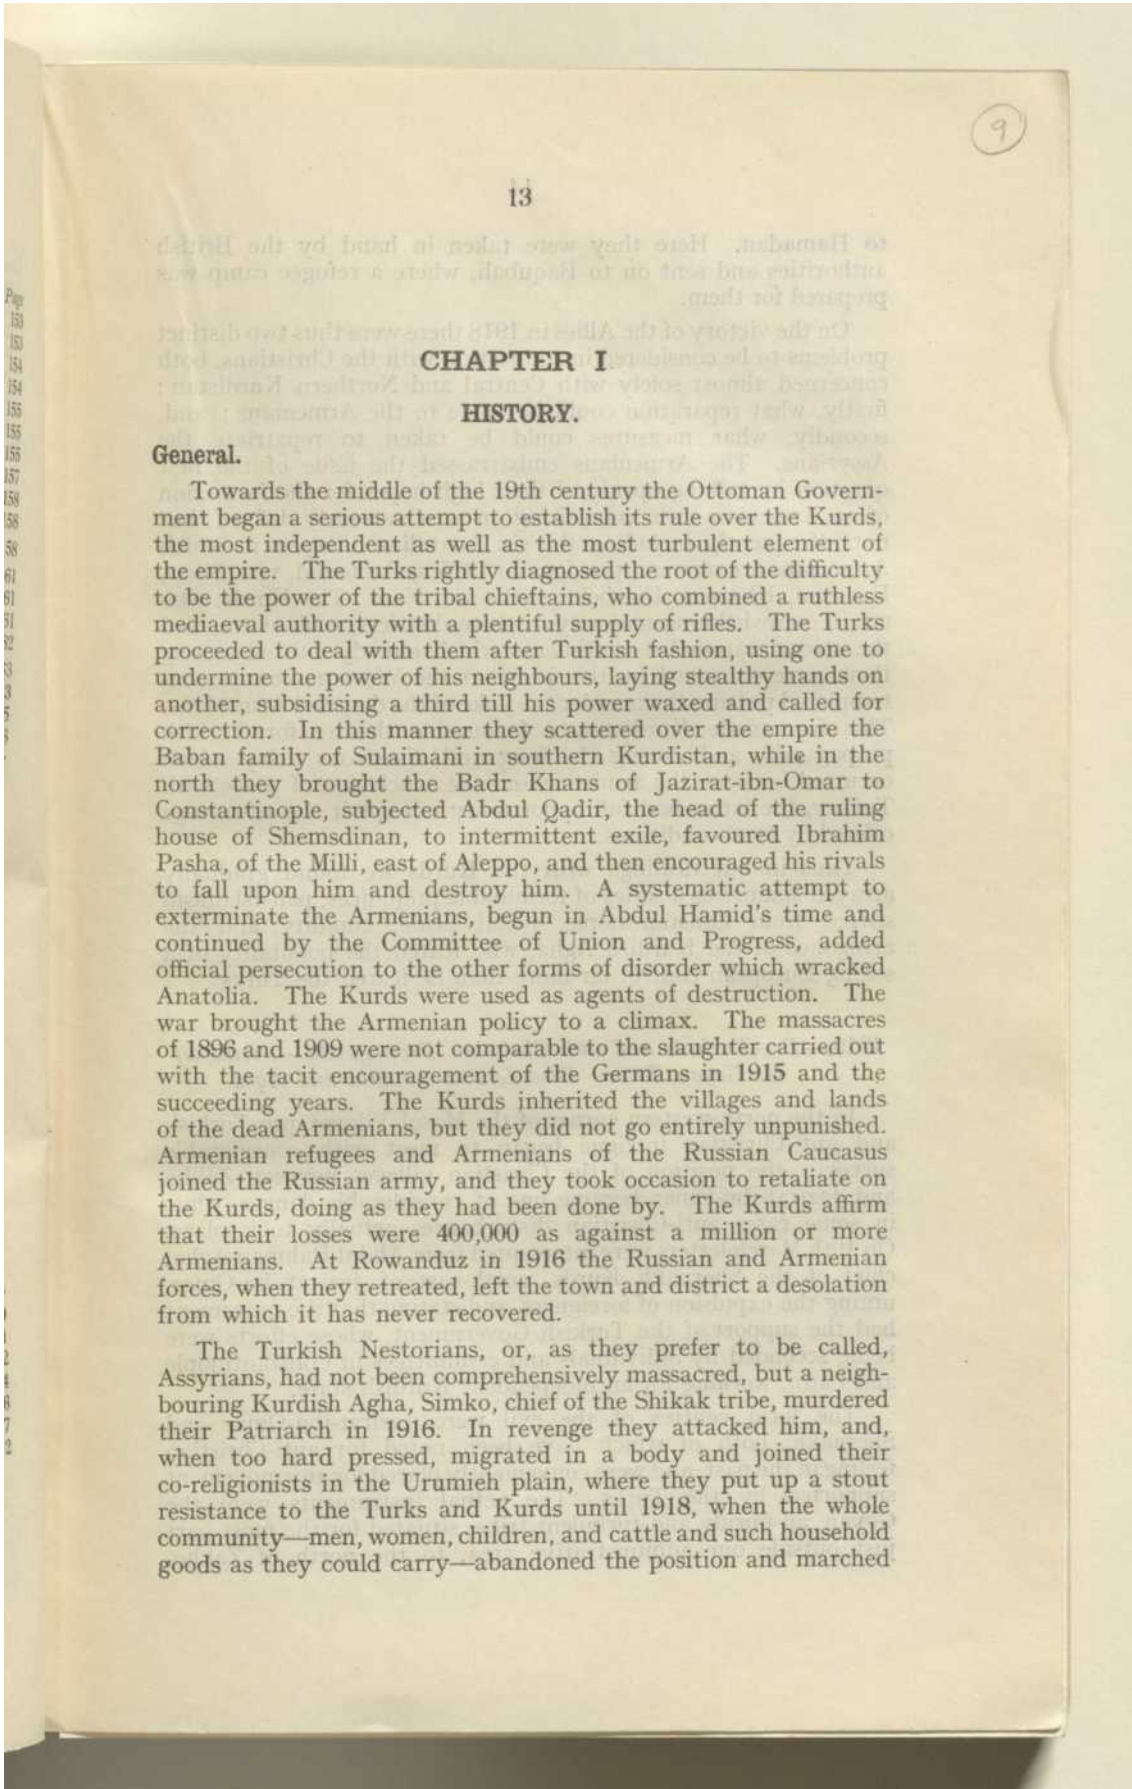 9
13
CHAPTER I
HISTORY.
General.
Towards the middle of the 19th century the Ottoman Govern-
ment began a serious attempt to establish its rule over the Kurds,
the most independent as well as the most turbulent element of
the empire. The Turks rightly diagnosed the root of the difficulty
to be the power of the tribal chieftains, who combined a ruthless
mediaeval authority with a plentiful supply of rifles. The Turks
proceeded to deal with them after Turkish fashion, using one to
undermine the power of his neighbours, laying stealthy hands on
another, subsidising a third till his power waxed and called for
correction. In this manner they scattered over the empire the
Baban family of Sulaimani in southern Kurdistan, while in the
north they brought the Badr Khans of Jazirat-ibn-Omar to
Constantinople, subjected Abdul Qadir, the head of the ruling
house of Shemsdinan, to intermittent exile, favoured Ibrahim
Pasha, of the Milli, east of Aleppo, and then encouraged his rivals
to fall upon him and destroy him. A systematic attempt to
exterminate the Armenians, begun in Abdul Hamid's time and
continued by the Committee of Union and Progress, added
official persecution to the other forms of disorder which wracked
Anatolia. The Kurds were used as agents of destruction. The
war brought the Armenian policy to a climax. The massacres
of 1896 and 1909 were not comparable to the slaughter carried out
with the tacit encouragement of the Germans in 1915 and the
succeeding years. The Kurds inherited the villages and lands
of the dead Armenians, but they did not go entirely unpunished.
Armenian refugees and Armenians of the Russian Caucasus
joined the Russian army, and they took occasion to retaliate on
the Kurds, doing as they had been done by. The Kurds affirm
that their losses were 400,000 as against a million or more
Armenians. At Rowanduz in 1916 the Russian and Armenian
forces, when they retreated, left the town and district a desolation
from which it has never recovered.
The Turkish Nestorians, or, as they prefer to be called,
Assyrians, had not been comprehensively massacred, but a neigh-
bouring Kurdish Agha, Simko, chief of the Shikak tribe, murdered
their Patriarch in 1916. In revenge they attacked him, and,
when too hard pressed, migrated in a body and joined their
co-religionists in the Urumieh plain, where they put up a stout
resistance to the Turks and Kurds until 1918, when the whole
community—men, women, children, and cattle and such household
goods as they could carry—abandoned the position and marched